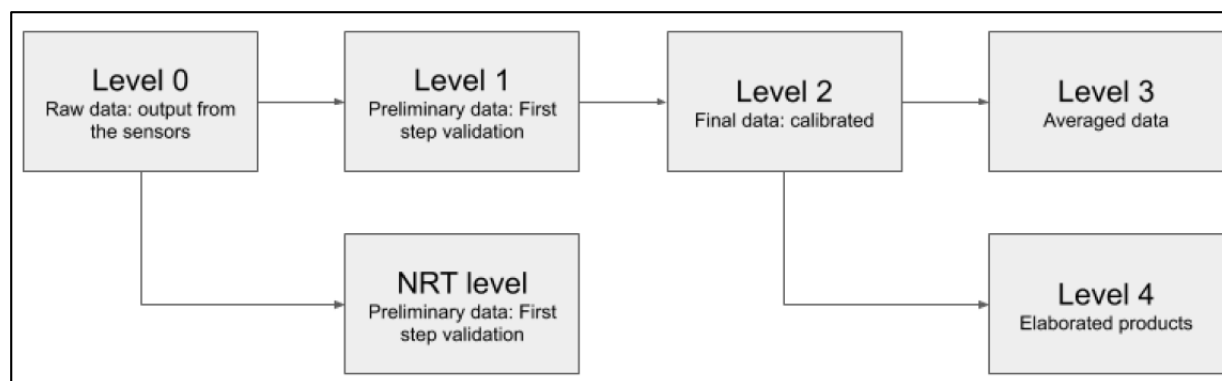 Level 0
Raw data: output from
the sensors
Level 1
Preliminary data: First
step validation
Level 2
Final data: calibrated
Level 3
Averaged data
NRT level
Preliminary data: First
step validation
Level 4
Elaborated products